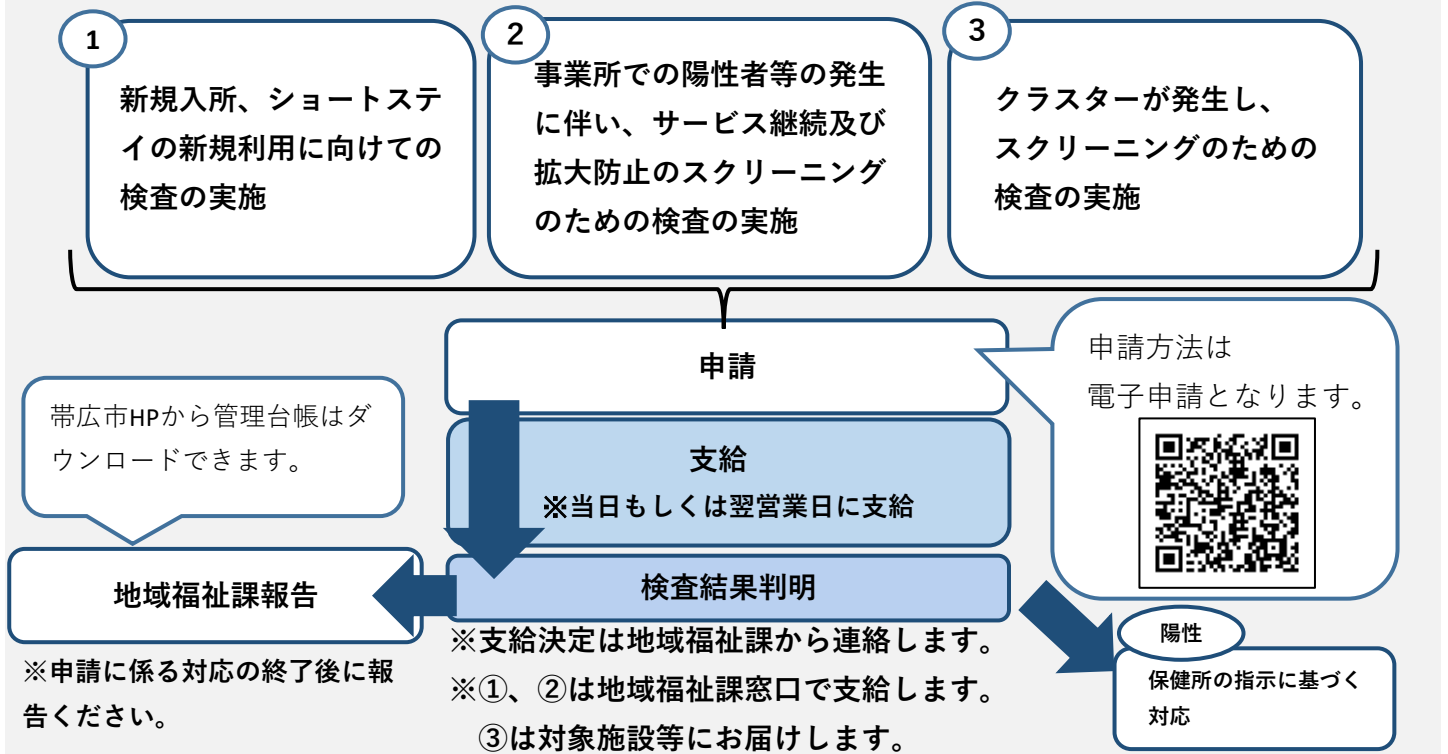 1
新規入所、ショートステ
イの新規利用に向けての
検査の実施
2
事業所での陽性者等の発生
に伴い、サービス継続及び
拡大防止のスクリーニング
のための検査の実施
3
クラスターが発生し、
スクリーニングのための
検査の実施
申請
申請方法は
電子申請となります。
帯広市HPから管理台帳はダ
ウンロードできます。
支給
※当日もしくは翌営業日に支給
検査結果判明
地域福祉課報告
※申請に係る対応の終了後に報
告ください。
※支給決定は地域福祉課から連絡します。
※①、②は地域福祉課窓口で支給します。
③は対象施設等にお届けします。
陽性
保健所の指示に基づく
対応